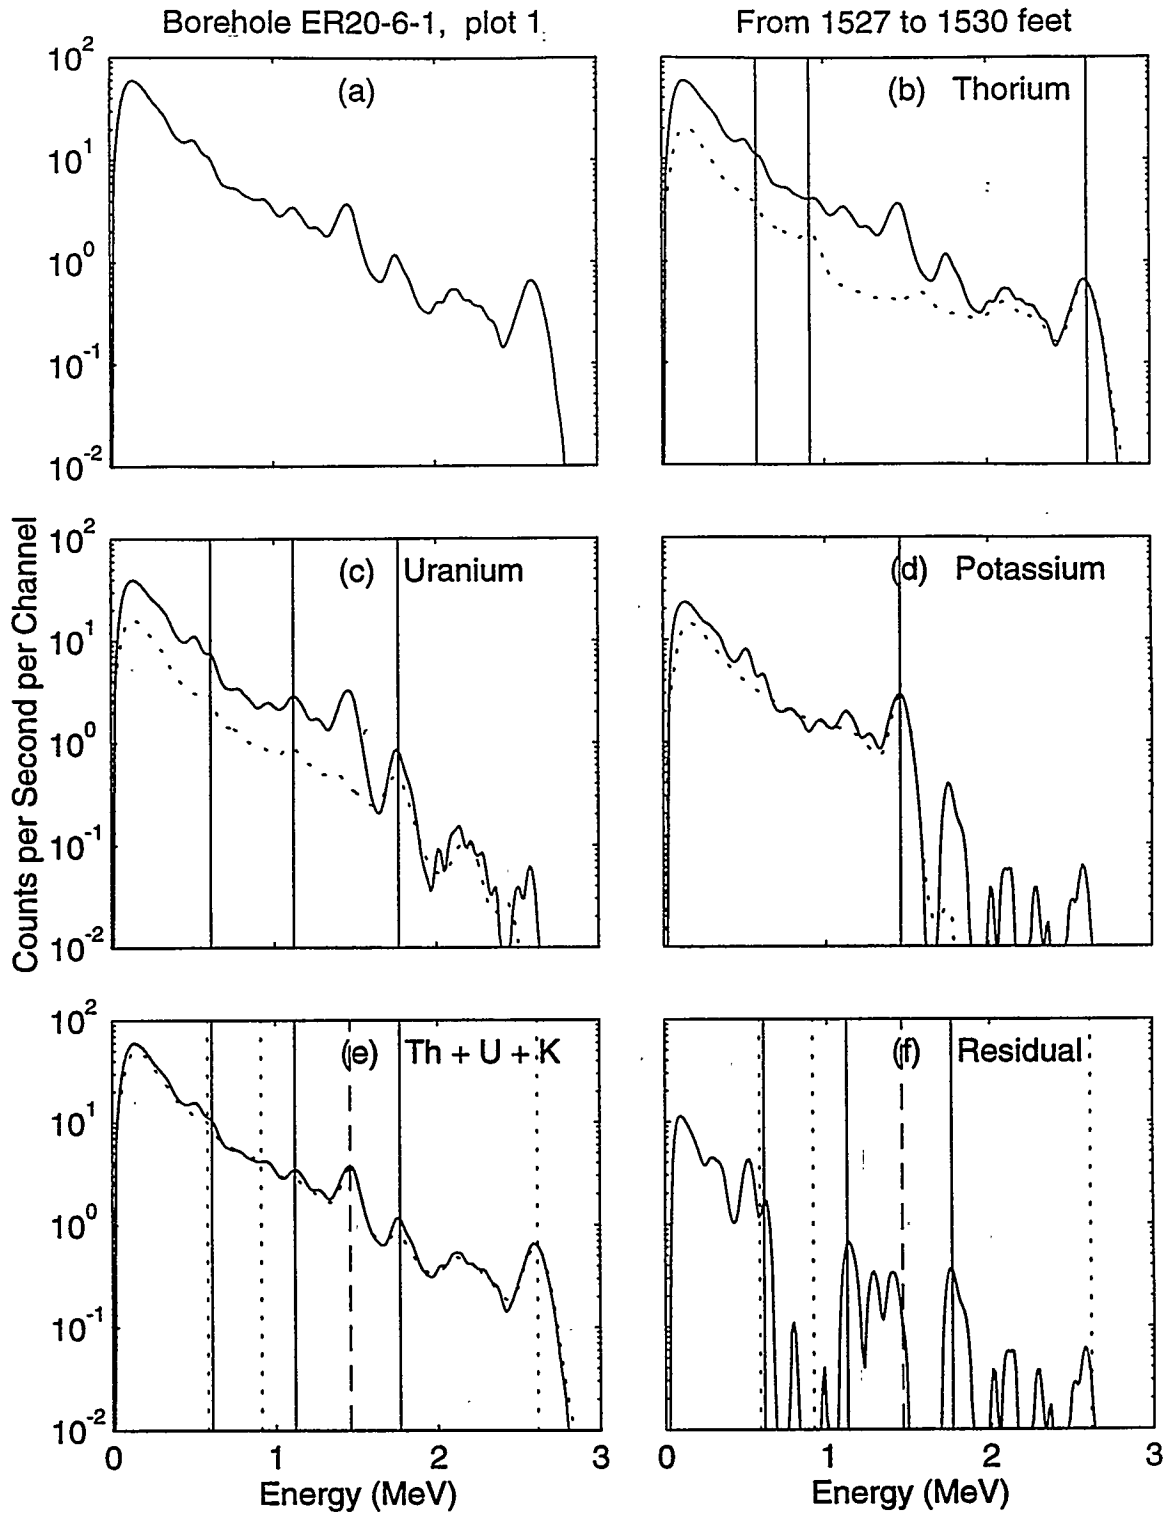 Borehole ER20-6-1, plot 1
From 1527 to 1530 feet
Counts per Second per Channel
(a)
10^2
10^1
10^0
10^-1
10^-2
(b) Thorium
(c) Uranium
10^2
10^1
10^0
10^-1
10^-2
(d) Potassium
(e) Th + U + K
10^2
10^1
10^0
10^-1
10^-2
0 1 2 3
Energy (MeV)
(f) Residual
0 1 2 3
Energy (MeV)